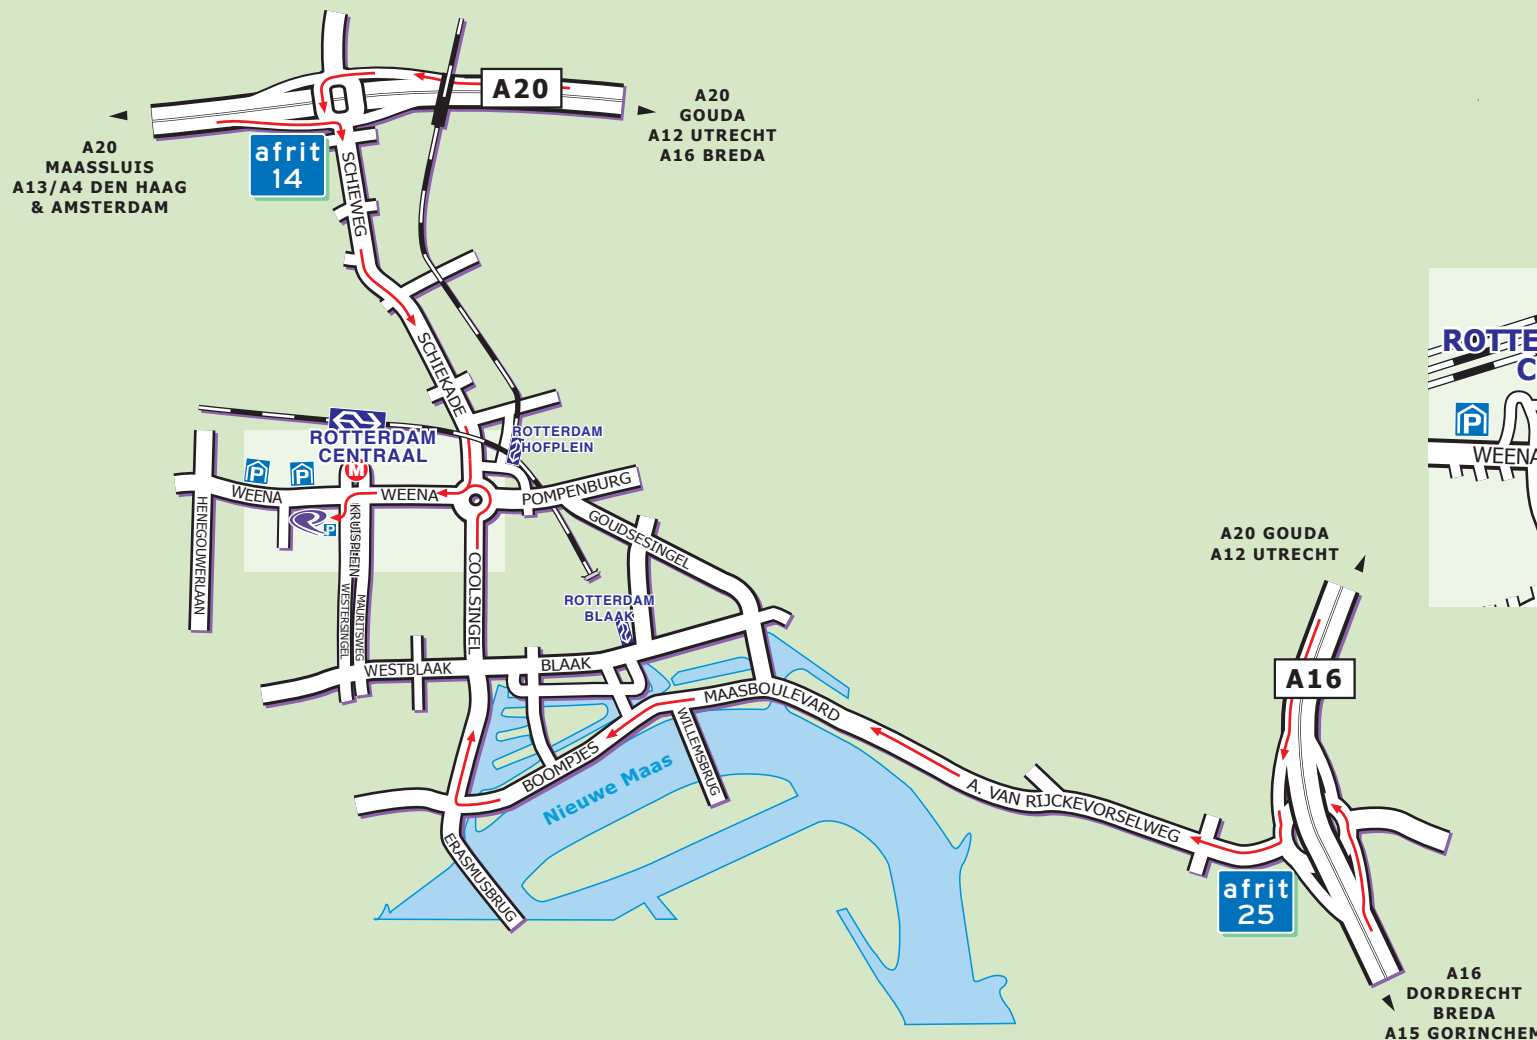 A20
A20
GOUDA
A12 UTRECHT
A16 BREDA
A20
MAASSLUIS
A13/A4 DEN HAAG
& AMSTERDAM
afrit
14
SCHIEWEG
SCHIEKADE
ROTTERDAM
CENTRAAL
M
ROTTERDAM
HOFPLEIN
P
P
P
WEENA
WEENA
POMPENBURG
GOUDSESINGEL
HENEGOUWERLAAN
KRUISPLEIN
WESTERSINGEL
MAURITSWEG
COOLSINGEL
ROTTERDAM
BLAAK
WESTBLAAK
BLAAK
MAASBOULEVARD
WILLEMSBRUG
BOOMPJES
Nieuwe Maas
ERASMUSBRUG
A. VAN RIJCKEVORSELWEG
A20 GOUDA
A12 UTRECHT
A16
afrit
25
A16
DORDRECHT
BREDA
A15 GORINCHEM
ROTTE
C
P
WEENA